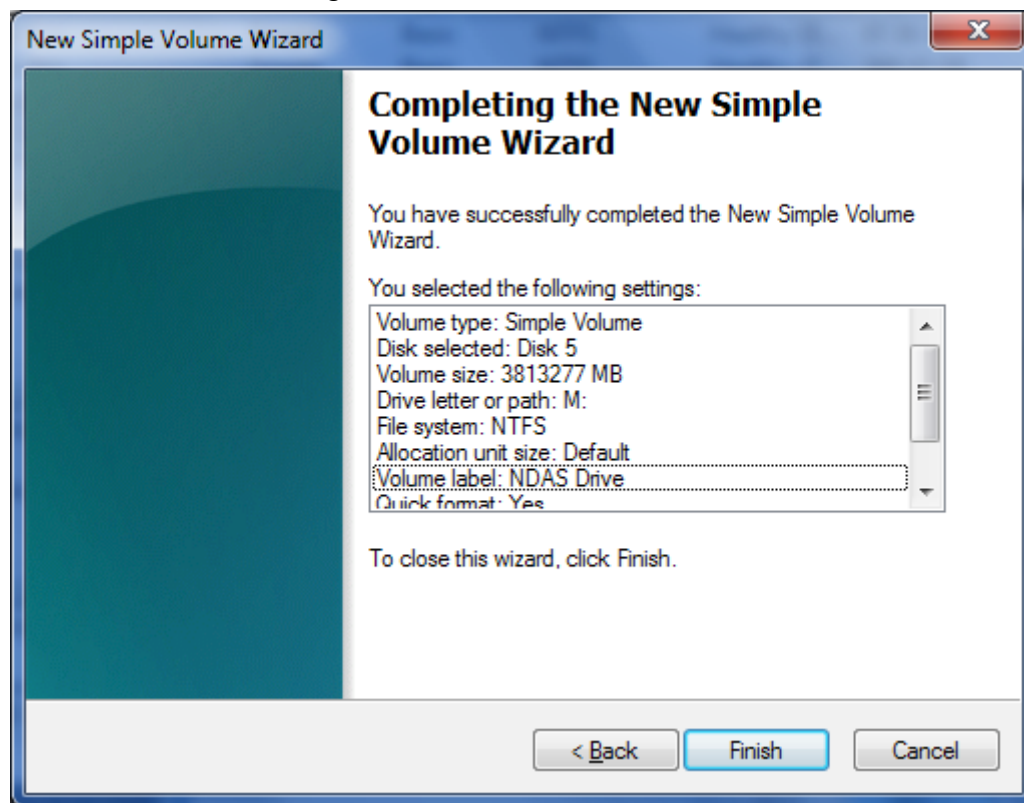 New Simple Volume Wizard
Completing the New Simple
Volume Wizard
You have successfully completed the New Simple Volume
Wizard.
You selected the following settings:
Volume type: Simple Volume
Disk selected: Disk 5
Volume size: 3813277 MB
Drive letter or path: M:
File system: NTFS
Allocation unit size: Default
Volume label: NDAS Drive
Quick format: Yes
To close this wizard, click Finish.
< Back Finish Cancel